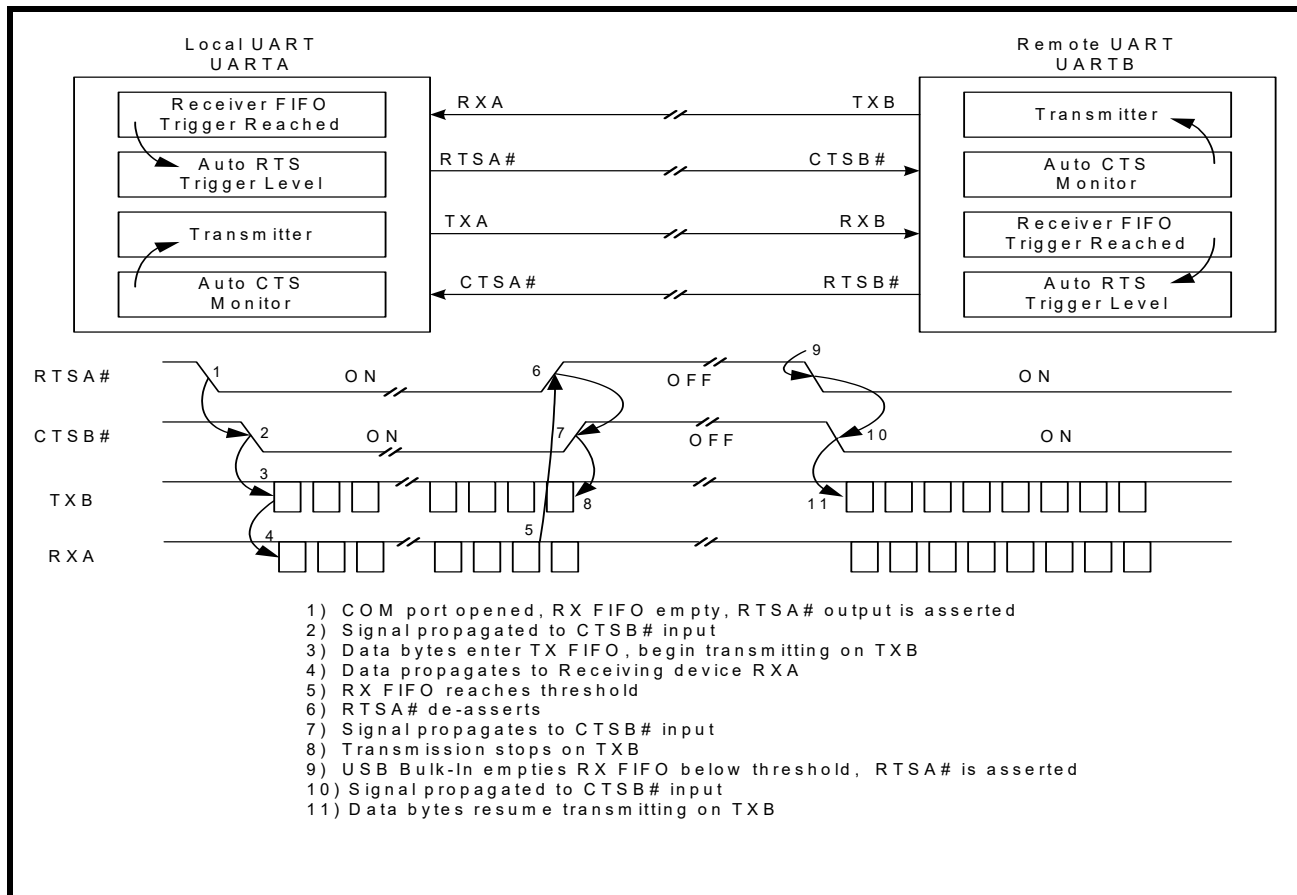 Local UART
UARTA
Remote UART
UARTB
Receiver FIFO
Trigger Reached
RXA
TXB
Transmitter
Auto RTS
Trigger Level
RTSA#
CTSB#
Auto CTS
Monitor
Transmitter
TXA
RXB
Receiver FIFO
Trigger Reached
Auto CTS
Monitor
CTSA#
RTSB#
Auto RTS
Trigger Level
RTSA#
1
ON
6
OFF
9
ON
CTSB#
2
ON
7
OFF
10
ON
TXB
3
8
11
RXA
4
5
1) COM port opened, RX FIFO empty, RTSA# output is asserted
2) Signal propagated to CTSB# input
3) Data bytes enter TX FIFO, begin transmitting on TXB
4) Data propagates to Receiving device RXA
5) RX FIFO reaches threshold
6) RTSA# de-asserts
7) Signal propagates to CTSB# input
8) Transmission stops on TXB
9) USB Bulk-In empties RX FIFO below threshold, RTSA# is asserted
10) Signal propagated to CTSB# input
11) Data bytes resume transmitting on TXB